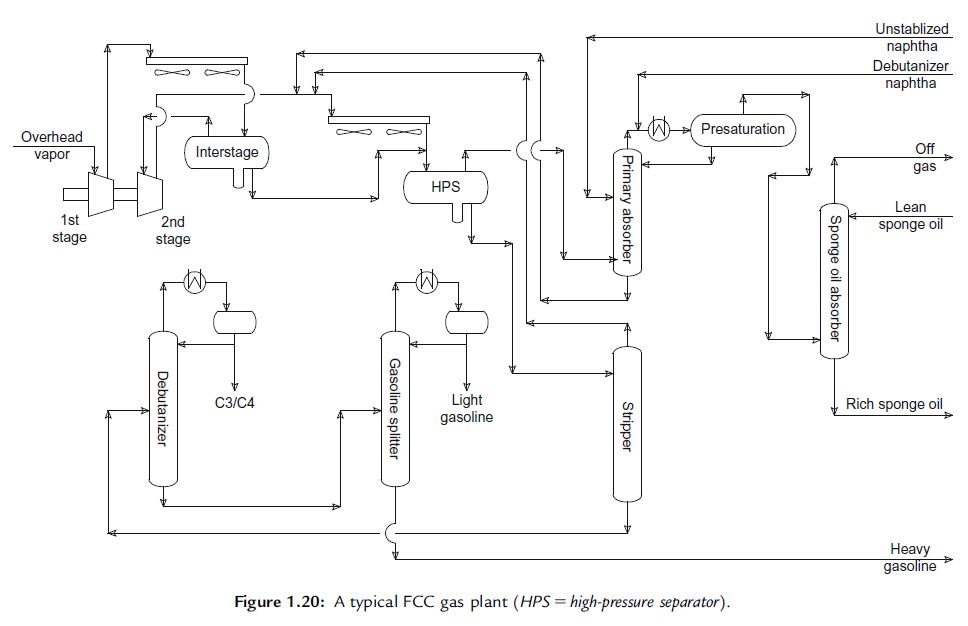 Unstablized
naphtha
Debutanizer
naphtha
Overhead
vapor
Interstage
Presaturation
HPS
Primary absorber
Off
gas
Lean
sponge oil
1st
stage
2nd
stage
Sponge oil absorber
Debutanizer
C3/C4
Gasoline splitter
Light
gasoline
Stripper
Rich sponge oil
Heavy
gasoline
Figure 1.20: A typical FCC gas plant (HPS = high-pressure separator).